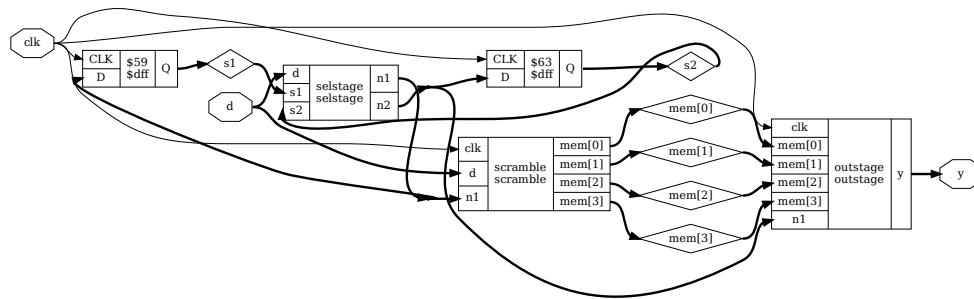 clk
CLK
D
$59
$dff
Q
s1
d
d
s1
s2
selstage
selstage
n1
n2
CLK
D
$63
$dff
Q
s2
clk
d
n1
scramble
scramble
mem[0]
mem[1]
mem[2]
mem[3]
mem[0]
mem[1]
mem[2]
mem[3]
clk
mem[0]
mem[1]
mem[2]
mem[3]
n1
outstage
outstage
y
y